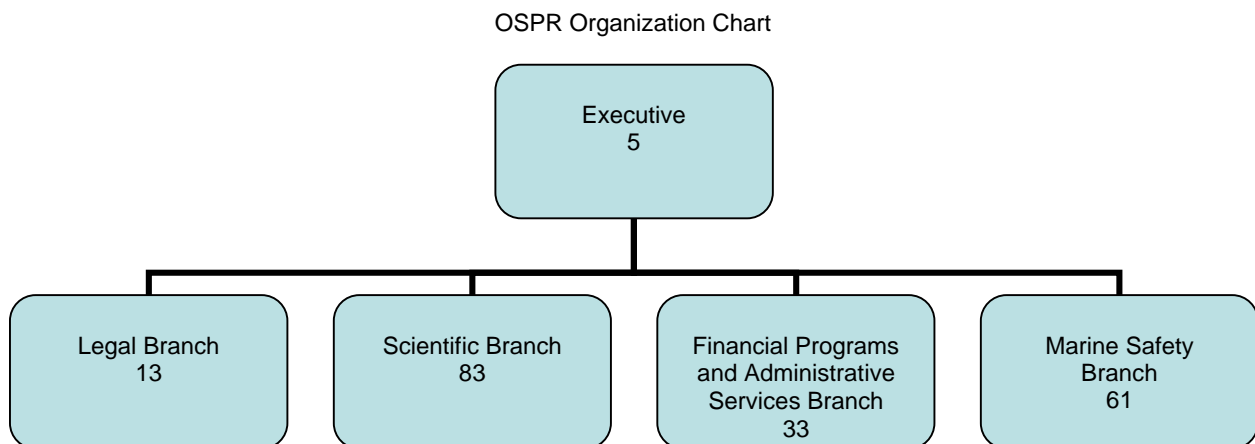 OSPR Organization Chart
Executive
5
Legal Branch
13
Scientific Branch
83
Financial Programs
and Administrative
Services Branch
33
Marine Safety
Branch
61